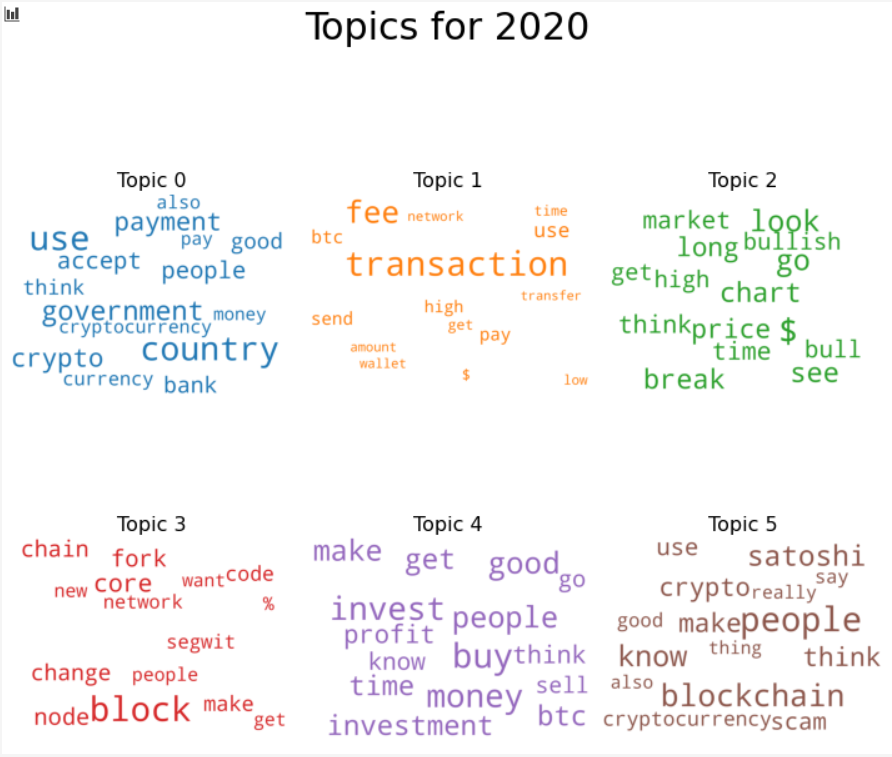 Topics for 2020
Topic 0
also
payment
use
pay
good
accept
people
think
government
money
cryptocurrency
country
crypto
currency
bank
Topic 1
fee
network
time
btc
use
transaction
transfer
high
send
get
pay
amount
wallet
$
low
Topic 2
market
look
long
bullish
go
get
high
chart
think
price
$
time
bull
break
see
Topic 3
chain
fork
new
core
want
code
network
%
segwit
change
people
node
block
make
get
Topic 4
make
get
good
go
invest
people
profit
know
buy
think
time
money
sell
investment
btc
Topic 5
use
satoshi
crypto
really
say
good
make
people
know
thing
think
also
blockchain
cryptocurrency
scam